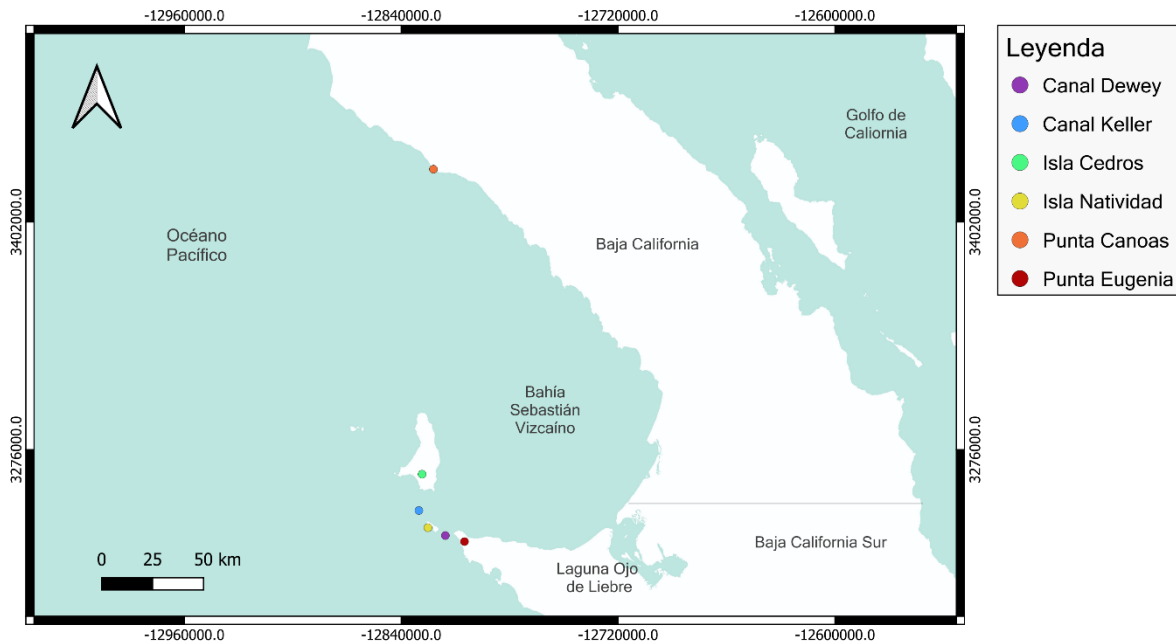 -12960000.0
-12840000.0
-12720000.0
-12600000.0
Leyenda
Canal Dewey
Canal Keller
Isla Cedros
Isla Natividad
Punta Canoas
Punta Eugenia
Golfo de
Caliornia
3402000.0
3402000.0
Océano
Pacífico
Baja California
Bahía
Sebastián
Vizcaíno
3276000.0
3276000.0
Baja California Sur
Laguna Ojo
de Liebre
0 25 50 km
-12960000.0
-12840000.0
-12720000.0
-12600000.0